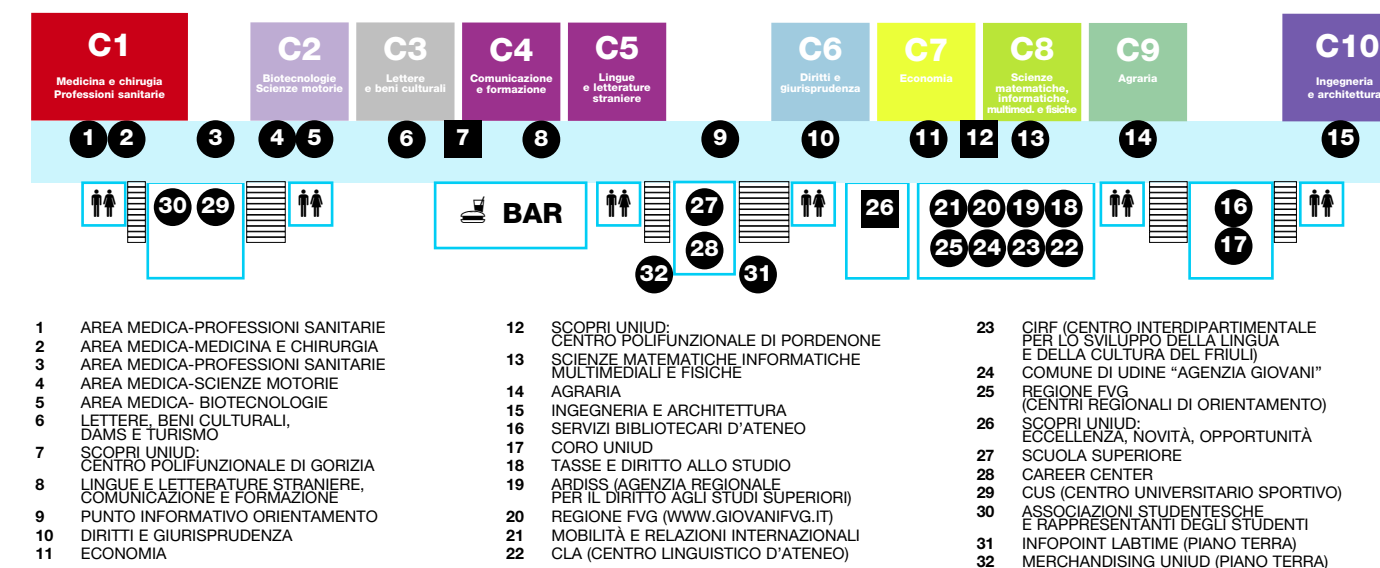 C1
Medicina e chirugia
Professioni sanitarie
C2
Biotecnologie
Scienze motorie
C3
Lettere
e beni culturali
C4
Comunicazione
e formazione
C5
Lingue
e letterature
straniere
C6
Diritti e
giurisprudenza
C7
Economia
C8
Scienze
matematiche,
informatiche,
multimed. e fisiche
C9
Agraria
C10
Ingegneria
e architettura
1 2 3 4 5 6 7 8 9 10 11 12 13 14 15
30 29
BAR
27
28
32
31
26
21 20 19 18
25 24 23 22
16
17
1 AREA MEDICA-PROFESSIONI SANITARIE
2 AREA MEDICA-MEDICINA E CHIRURGIA
3 AREA MEDICA-PROFESSIONI SANITARIE
4 AREA MEDICA-SCIENZE MOTORIE
5 AREA MEDICA- BIOTECNOLOGIE
6 LETTERE, BENI CULTURALI,
DAMS E TURISMO
7 SCOPRI UNIUD:
CENTRO POLIFUNZIONALE DI GORIZIA
8 LINGUE E LETTERATURE STRANIERE,
COMUNICAZIONE E FORMAZIONE
9 PUNTO INFORMATIVO ORIENTAMENTO
10 DIRITTI E GIURISPRUDENZA
11 ECONOMIA
12 SCOPRI UNIUD:
CENTRO POLIFUNZIONALE DI PORDENONE
13 SCIENZE MATEMATICHE INFORMATICHE
MULTIMEDIALI E FISICHE
14 AGRARIA
15 INGEGNERIA E ARCHITETTURA
16 SERVIZI BIBLIOTECARI D'ATENEO
17 CORO UNIUD
18 TASSE E DIRITTO ALLO STUDIO
19 ARDISS (AGENZIA REGIONALE
PER IL DIRITTO AGLI STUDI SUPERIORI)
20 REGIONE FVG (WWW.GIOVANIFVG.IT)
21 MOBILITÀ E RELAZIONI INTERNAZIONALI
22 CLA (CENTRO LINGUISTICO D'ATENEO)
23 CIRF (CENTRO INTERDIPARTIMENTALE
PER LO SVILUPPO DELLA LINGUA
E DELLA CULTURA DEL FRIULI)
24 COMUNE DI UDINE “AGENZIA GIOVANI”
25 REGIONE FVG
(CENTRI REGIONALI DI ORIENTAMENTO)
26 SCOPRI UNIUD:
ECCELLENZA, NOVITÀ, OPPORTUNITÀ
27 SCUOLA SUPERIORE
28 CAREER CENTER
29 CUS (CENTRO UNIVERSITARIO SPORTIVO)
30 ASSOCIAZIONI STUDENTESCHE
E RAPPRESENTANTI DEGLI STUDENTI
31 INFOPOINT LABTIME (PIANO TERRA)
32 MERCHANDISING UNIUD (PIANO TERRA)